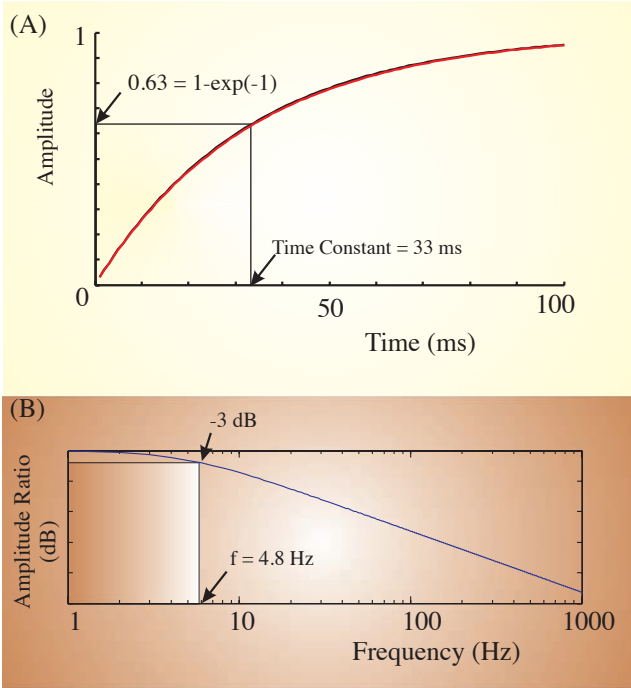 (A)
1
0.63 = 1-exp(-1)
Amplitude
Time Constant = 33 ms
0
50
100
Time (ms)
(B)
-3 dB
Amplitude Ratio
(dB)
f = 4.8 Hz
1
10
100
1000
Frequency (Hz)